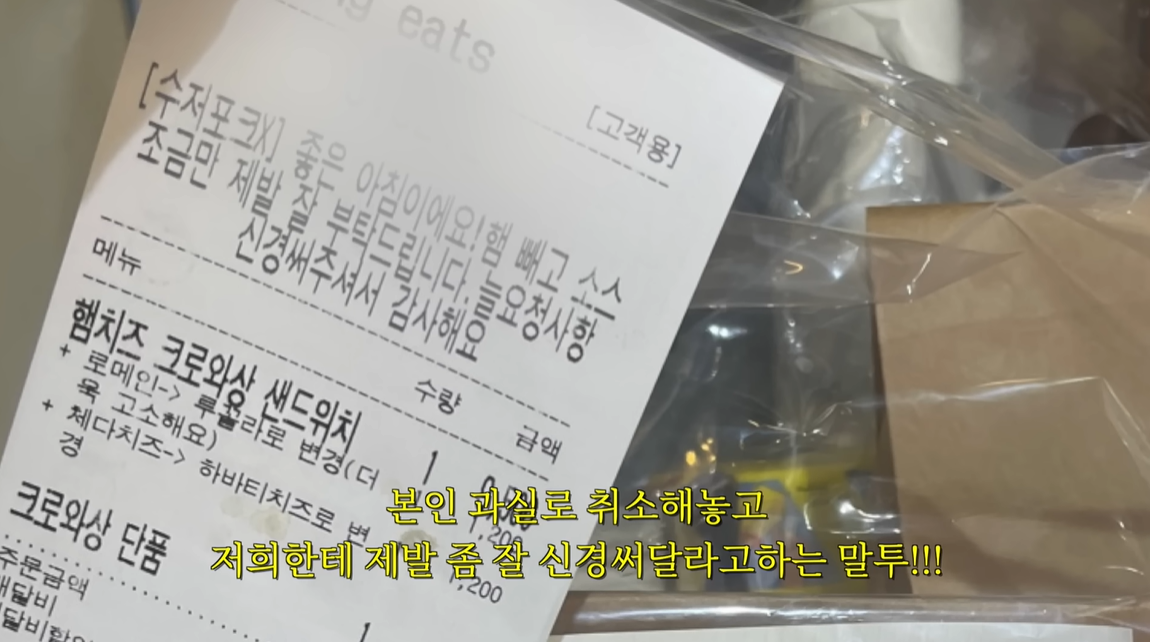 eats
[고객용]
[수저포크X] 좋은 아침이에요!햄 빼고 소스
조금만 제발 잘 부탁드립니다.늘요청사항
신경써주셔서 감사해요
메뉴 수량 금액
햄치즈 크로와상 샌드위치 1
+ 로메인-> 루꼴라로 변경(더
욱 고소해요)
+ 체다치즈-> 하바티치즈로 변
경
크로와상 단품 1
주문금액
배달비
본인 과실로 취소해놓고
저희한테 제발 좀 잘 신경써달라고하는 말투!!!